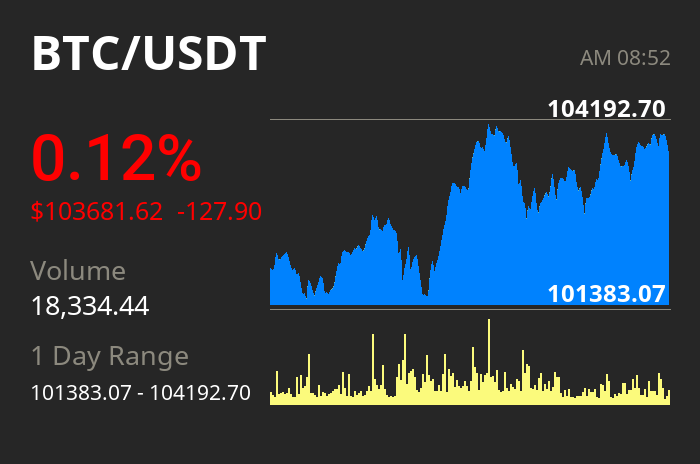 BTC/USDT
AM 08:52
104192.70
0.12%
$103681.62 -127.90
Volume
18,334.44
101383.07
1 Day Range
101383.07 - 104192.70